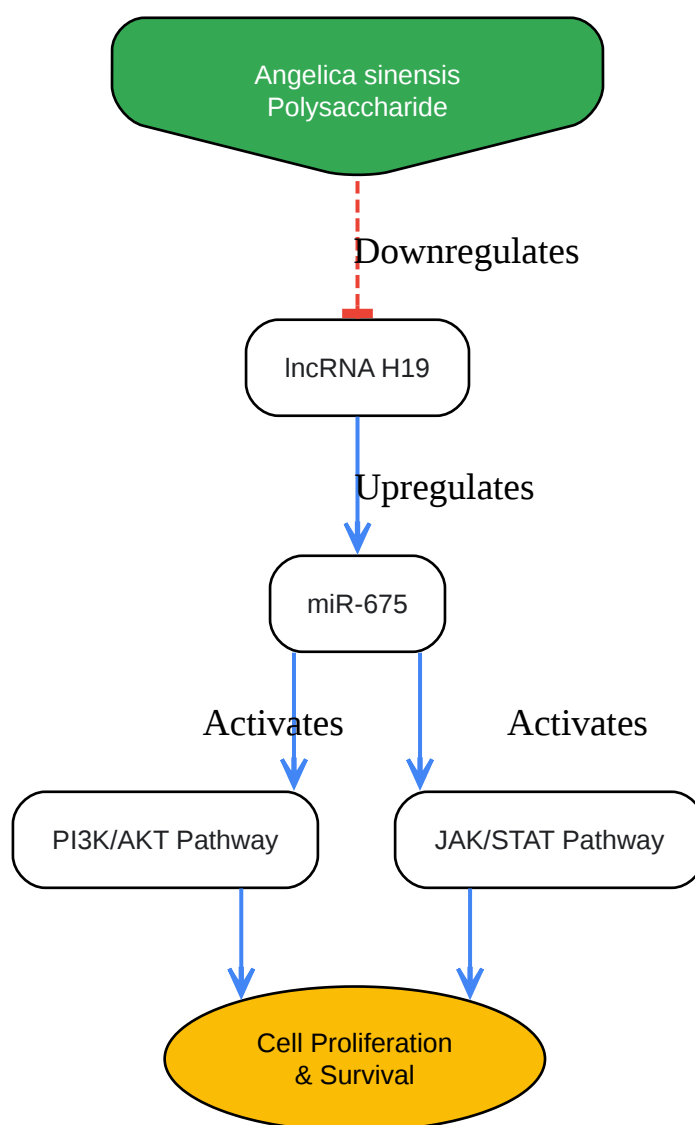 Angelica sinensis
Polysaccharide
Downregulates
lncRNA H19
Upregulates
miR-675
Activates
Activates
PI3K/AKT Pathway
JAK/STAT Pathway
Cell Proliferation
& Survival